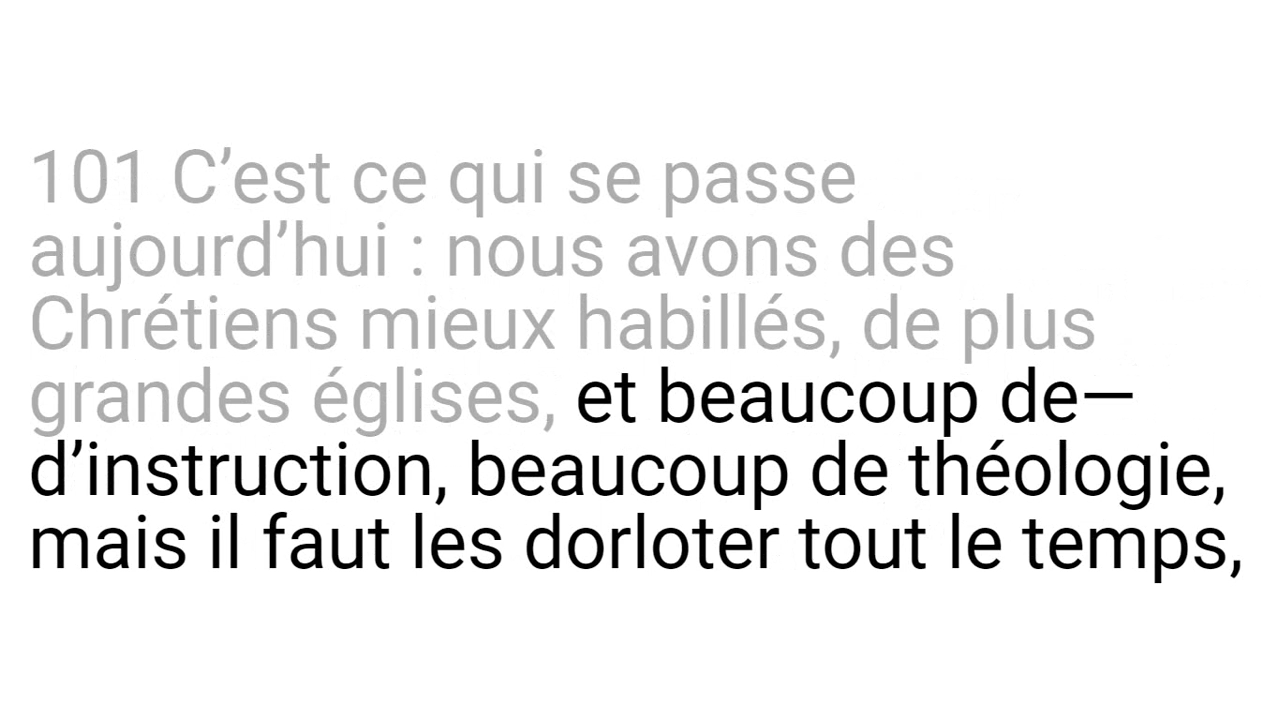 101 C’est ce qui se passe
aujourd’hui : nous avons des
Chrétiens mieux habillés, de plus
grandes églises, et beaucoup de—
d’instruction, beaucoup de théologie,
mais il faut les dorloter tout le temps,